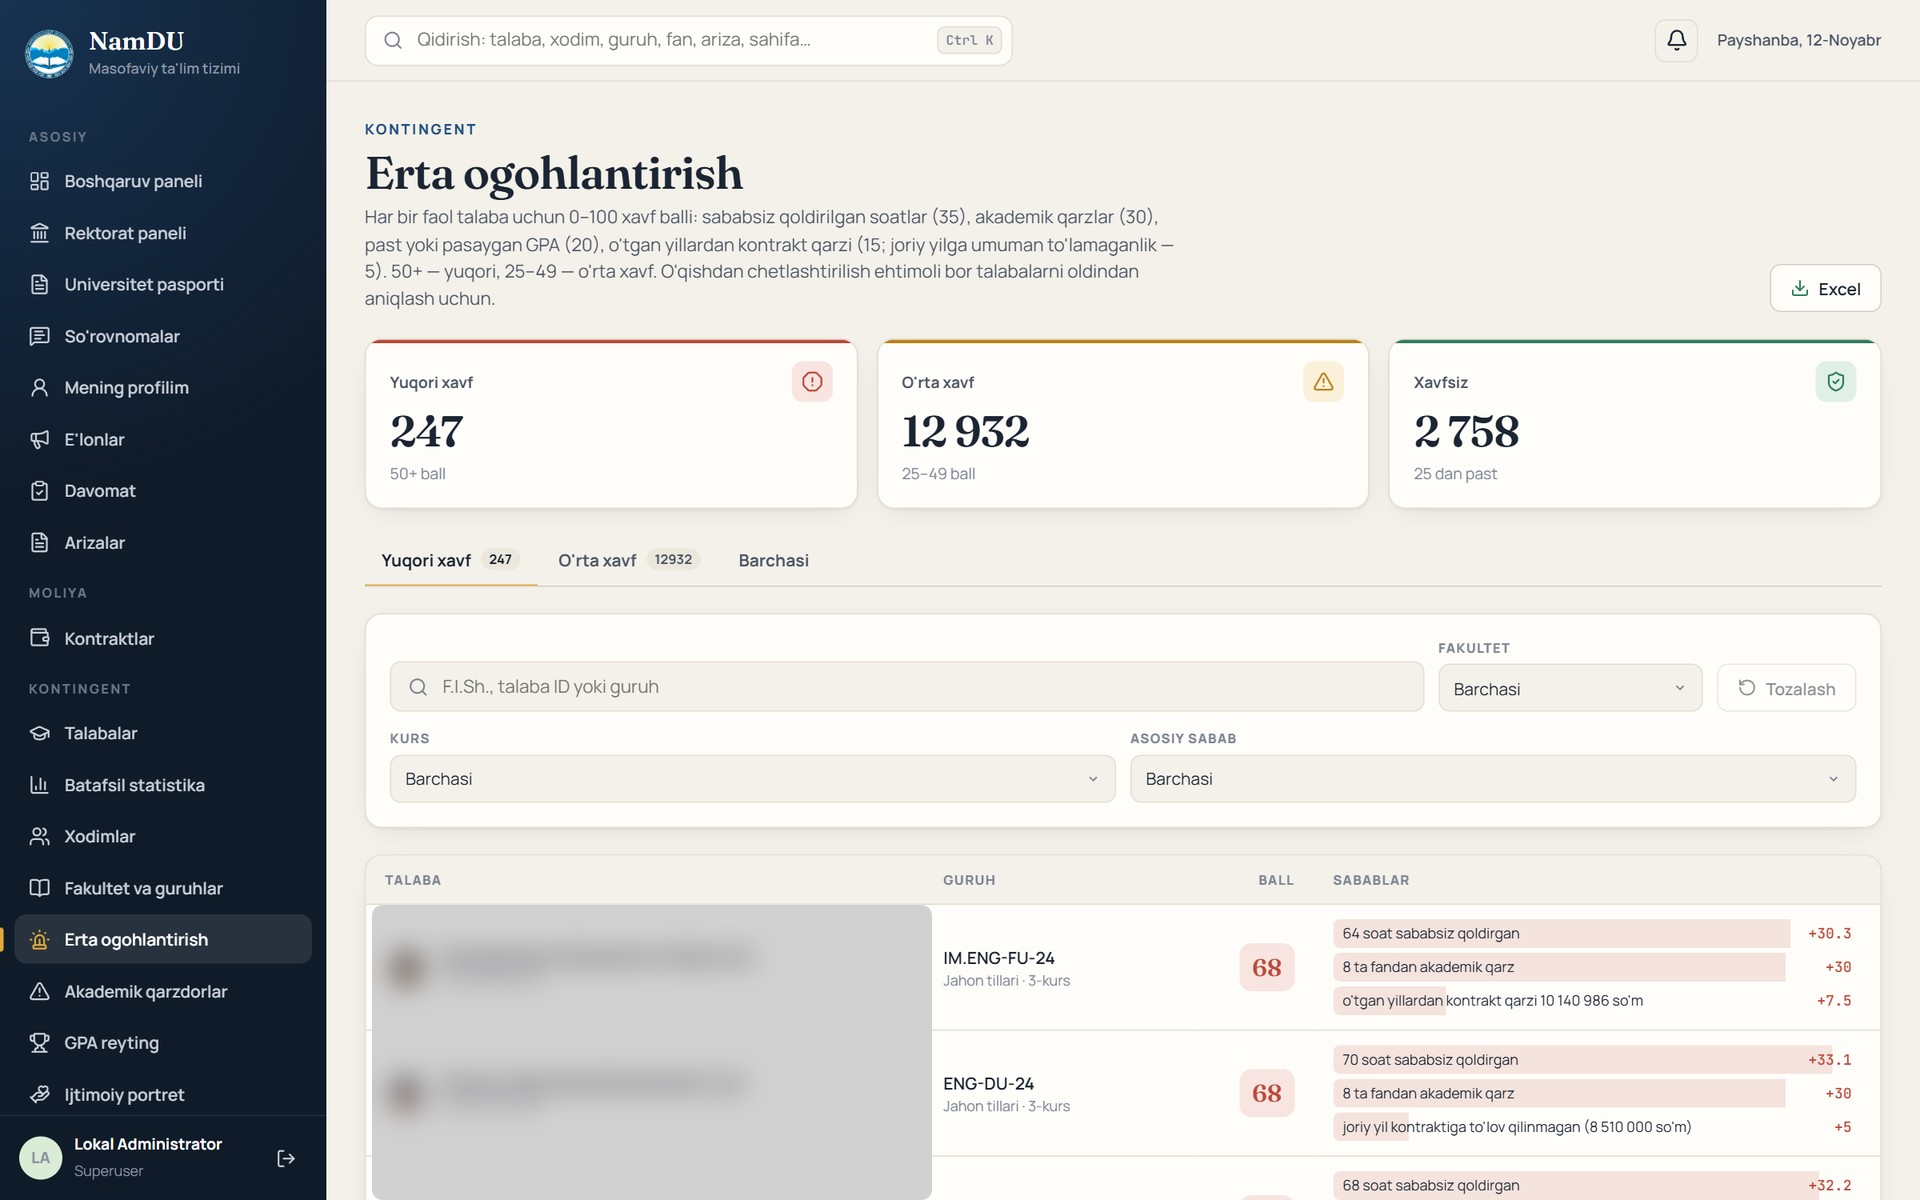 NamDU
Masofaviy ta'lim tizimi
ASOSIY
Boshqaruv paneli
Rektorat paneli
Universitet pasporti
So'rovnomalar
Mening profilim
E'lonlar
Davomat
Arizalar
MOLIYA
Kontraktlar
KONTINGENT
Talabalar
Batafsil statistika
Xodimlar
Fakultet va guruhlar
Erta ogohlantirish
Akademik qarzdorlar
GPA reyting
Ijtimoiy portret
LA
Lokal Administrator
Superuser
Qidirish: talaba, xodim, guruh, fan, ariza, sahifa...
Ctrl K
Payshanba, 12-Noyabr
KONTINGENT
Erta ogohlantirish
Har bir faol talaba uchun 0–100 xavf balli: sababsiz qoldirilgan soatlar (35), akademik qarzlar (30),
past yoki pasaygan GPA (20), o'tgan yillardan kontrakt qarzi (15; joriy yilga umuman to'lamaganlik —
5). 50+ — yuqori, 25–49 — o'rta xavf. O'qishdan chetlashtirilish ehtimoli bor talabalarni oldindan
aniqlash uchun.
Excel
Yuqori xavf
247
50+ ball
O'rta xavf
12 932
25–49 ball
Xavfsiz
2 758
25 dan past
Yuqori xavf 247
O'rta xavf 12932
Barchasi
F.I.Sh., talaba ID yoki guruh
FAKULTET
Barchasi
Tozalash
KURS
Barchasi
ASOSIY SABAB
Barchasi
TALABA GURUH BALL SABABLAR
IM.ENG-FU-24
Jahon tillari · 3-kurs
68
64 soat sababsiz qoldirgan +30.3
8 ta fandan akademik qarz +30
o'tgan yillardan kontrakt qarzi 10 140 986 so'm +7.5
ENG-DU-24
Jahon tillari · 3-kurs
68
70 soat sababsiz qoldirgan +33.1
8 ta fandan akademik qarz +30
joriy yil kontraktiga to'lov qilinmagan (8 510 000 so'm) +5
68 soat sababsiz qoldirgan +32.2